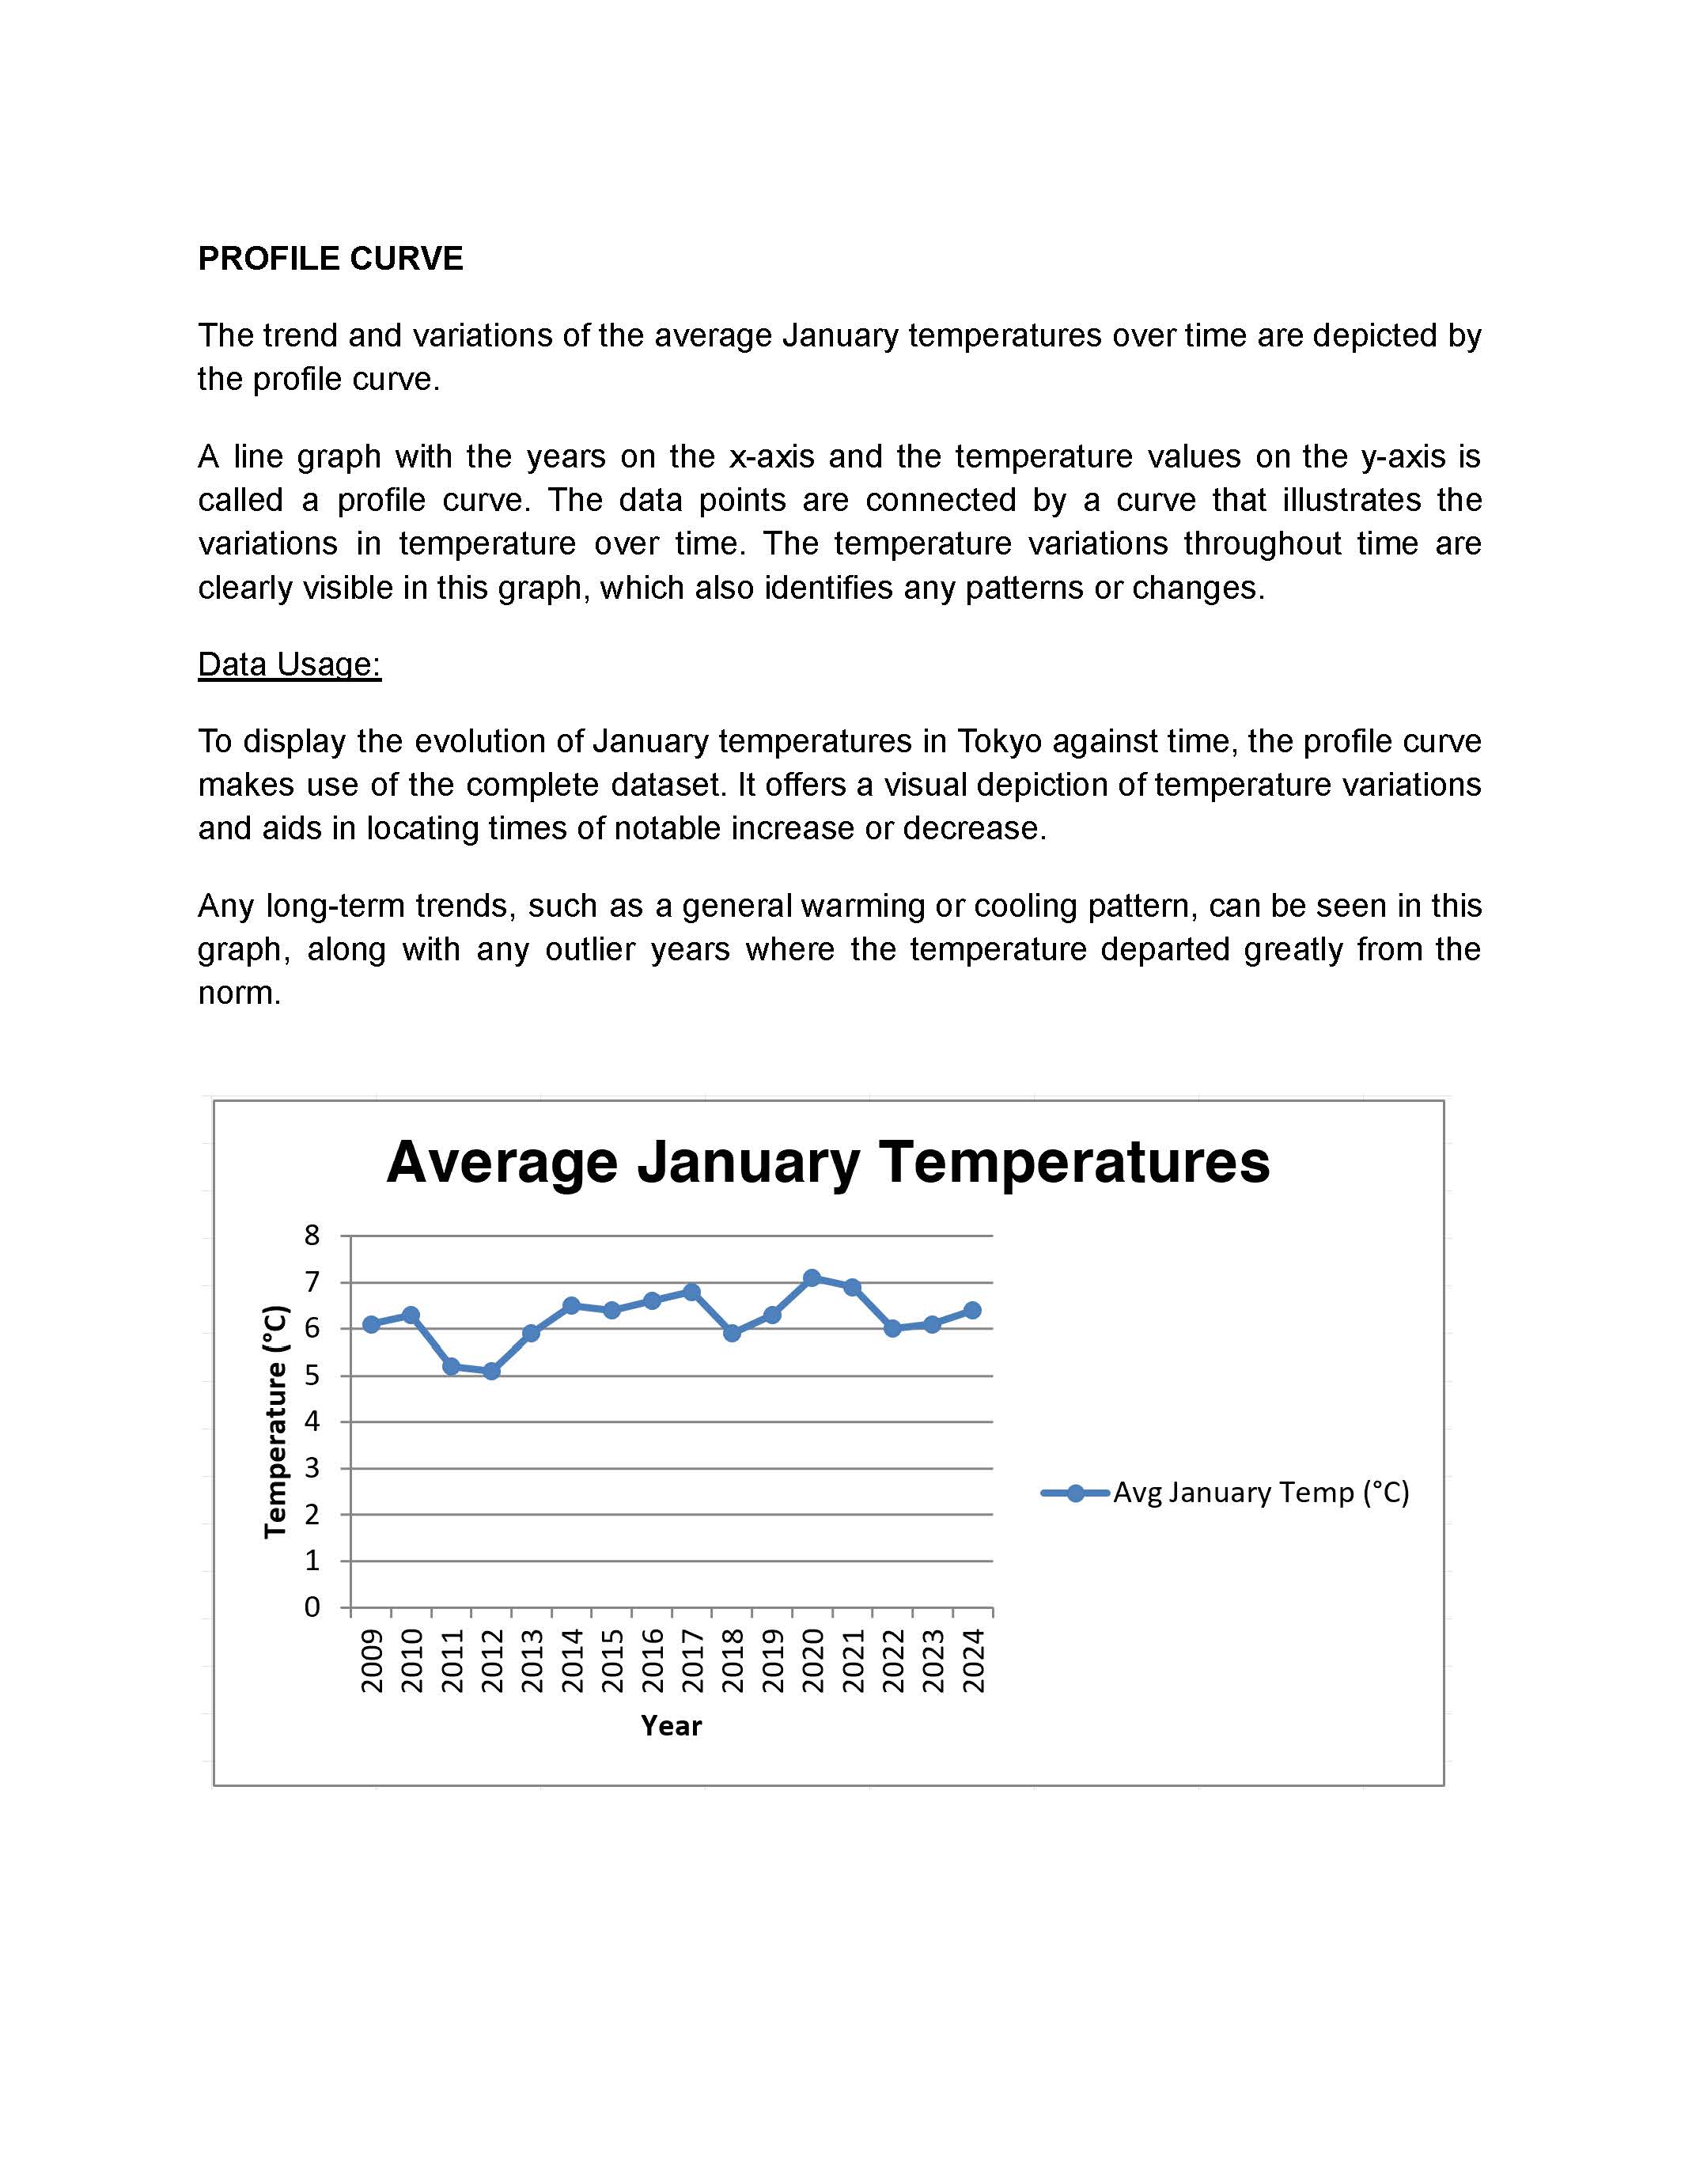 PROFILE CURVE
The trend and variations of the average January temperatures over time are depicted by
the profile curve.
A line graph with the years on the x-axis and the temperature values on the y-axis is
called a profile curve. The data points are connected by a curve that illustrates the
variations in temperature over time. The temperature variations throughout time are
clearly visible in this graph, which also identifies any patterns or changes.
Data Usage:
To display the evolution of January temperatures in Tokyo against time, the profile curve
makes use of the complete dataset. It offers a visual depiction of temperature variations
and aids in locating times of notable increase or decrease.
Any long-term trends, such as a general warming or cooling pattern, can be seen in this
graph, along with any outlier years where the temperature departed greatly from the
norm.
Average January Temperatures
Temperature (°C)
8
7
6
5
4
3
2
1
0
2009
2010
2011
2012
2013
2014
2015
2016
2017
2018
2019
2020
2021
2022
2023
2024
Year
Avg January Temp (°C)